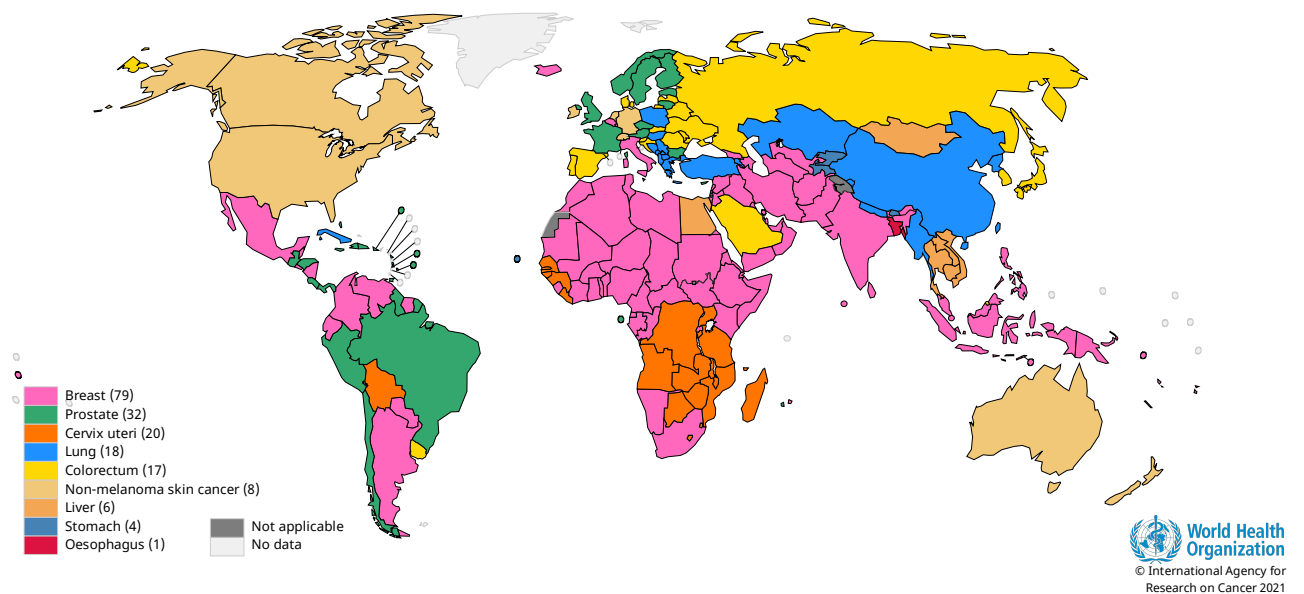 Breast (79)
Prostate (32)
Cervix uteri (20)
Lung (18)
Colorectum (17)
Non-melanoma skin cancer (8)
Liver (6)
Stomach (4)
Oesophagus (1)
Not applicable
No data
World Health
Organization
© International Agency for
Research on Cancer 2021